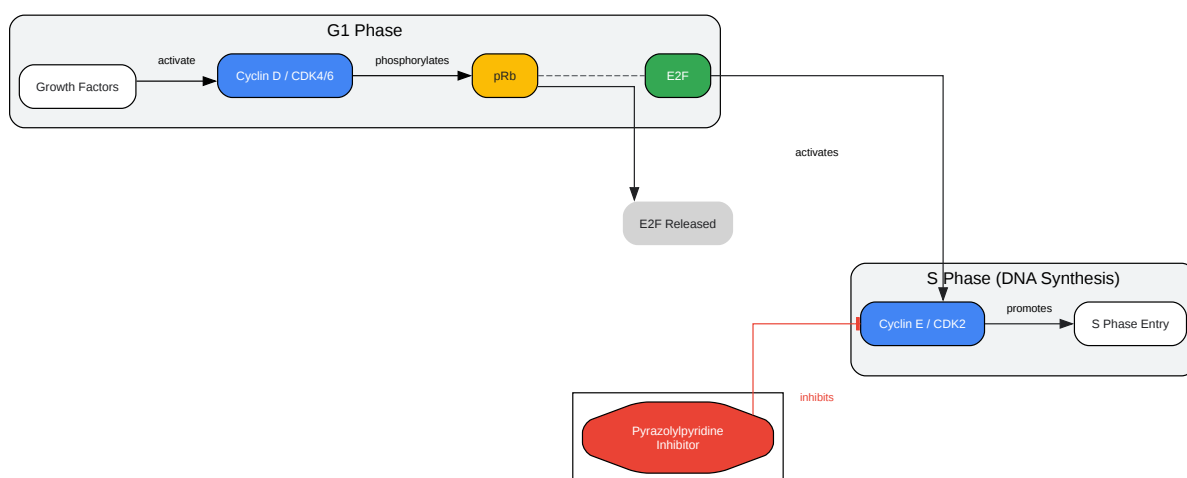 G1 Phase
Growth Factors
activate
Cyclin D / CDK4/6
phosphorylates
pRb
E2F
activates
E2F Released
S Phase (DNA Synthesis)
Cyclin E / CDK2
promotes
S Phase Entry
inhibits
Pyrazolylpyridine
Inhibitor